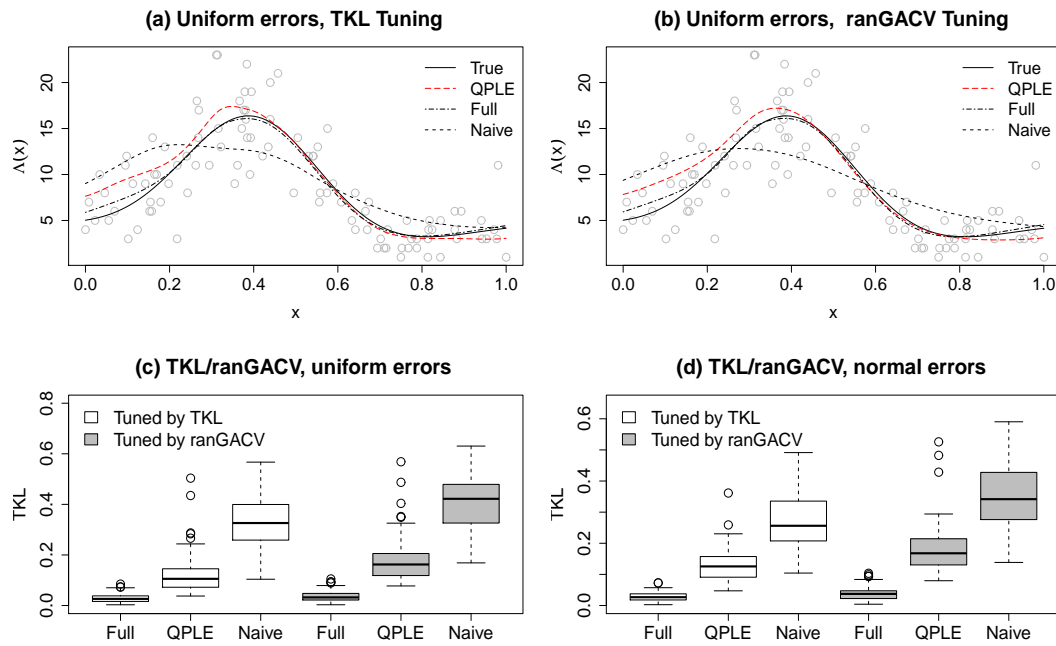 (a) Uniform errors, TKL Tuning
True
QPLE
Full
Naive
Λ(x)
5 10 15 20
0.0 0.2 0.4 0.6 0.8 1.0
x
(b) Uniform errors, ranGACV Tuning
True
QPLE
Full
Naive
Λ(x)
5 10 15 20
0.0 0.2 0.4 0.6 0.8 1.0
x
(c) TKL/ranGACV, uniform errors
Tuned by TKL
Tuned by ranGACV
TKL
0.0 0.2 0.4 0.6 0.8
Full QPLE Naive Full QPLE Naive
(d) TKL/ranGACV, normal errors
Tuned by TKL
Tuned by ranGACV
TKL
0.0 0.2 0.4 0.6
Full QPLE Naive Full QPLE Naive